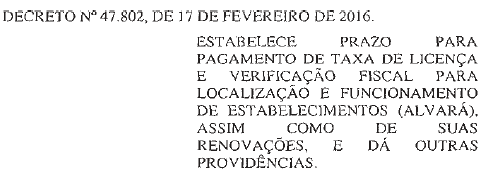 DECRETO Nº 47.802, DE 17 DE FEVEREIRO DE 2016.
ESTABELECE PRAZO PARA
PAGAMENTO DE TAXA DE LICENÇA
E VERIFICAÇÃO FISCAL PARA
LOCALIZAÇÃO E FUNCIONAMENTO
DE ESTABELECIMENTOS (ALVARÁ),
ASSIM COMO DE SUAS
RENOVAÇÕES, E DÁ OUTRAS
PROVIDÊNCIAS.